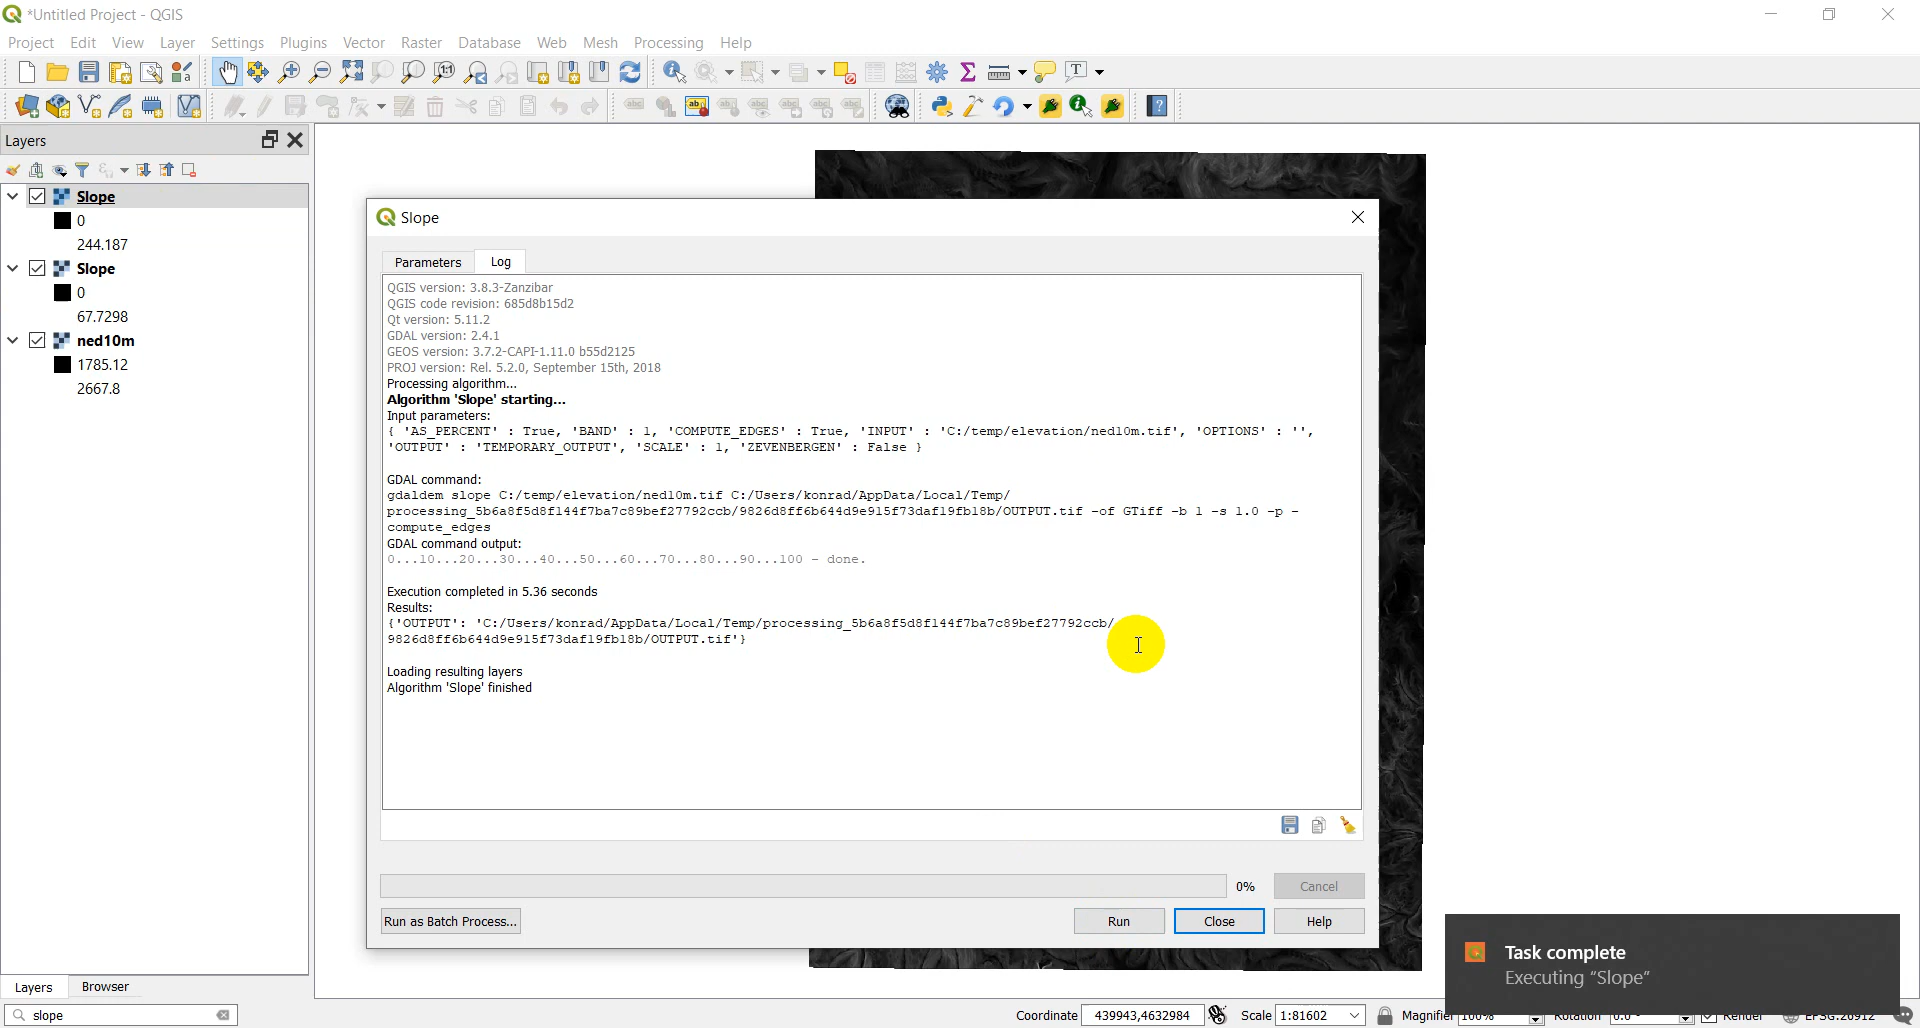 *Untitled Project - QGIS
Project Edit View Layer Settings Plugins Vector Raster Database Web Mesh Processing Help
Layers
Slope
0
244.187
Slope
0
67.7298
ned10m
1785.12
2667.8
Slope
Parameters Log
QGIS version: 3.8.3-Zanzibar
QGIS code revision: 685d8b15d2
Qt version: 5.11.2
GDAL version: 2.4.1
GEOS version: 3.7.2-CAPI-1.11.0 b55d2125
PROJ version: Rel. 5.2.0, September 15th, 2018
Processing algorithm...
Algorithm 'Slope' starting...
Input parameters:
{ 'AS_PERCENT' : True, 'BAND' : 1, 'COMPUTE_EDGES' : True, 'INPUT' : 'C:/temp/elevation/ned10m.tif', 'OPTIONS' : '',
'OUTPUT' : 'TEMPORARY_OUTPUT', 'SCALE' : 1, 'ZEVENBERGEN' : False }
GDAL command:
gdaldem slope C:/temp/elevation/ned10m.tif C:/Users/konrad/AppData/Local/Temp/
processing_5b6a8f5d8f144f7ba7c89bef27792ccb/9826d8ff6b644d9e915f73daf19fb18b/OUTPUT.tif -of GTiff -b 1 -s 1.0 -p -
compute_edges
GDAL command output:
0...10...20...30...40...50...60...70...80...90...100 - done.
Execution completed in 5.36 seconds
Results:
{'OUTPUT': 'C:/Users/konrad/AppData/Local/Temp/processing_5b6a8f5d8f144f7ba7c89bef27792ccb/
9826d8ff6b644d9e915f73daf19fb18b/OUTPUT.tif'}
Loading resulting layers
Algorithm 'Slope' finished
0% Cancel
Run as Batch Process... Run Close Help
Task complete
Executing "Slope"
Layers Browser
slope
Coordinate 439943,4632984 Scale 1:81602 Magnifier 100% Rotation 0.0 ° Render EPSG:26912